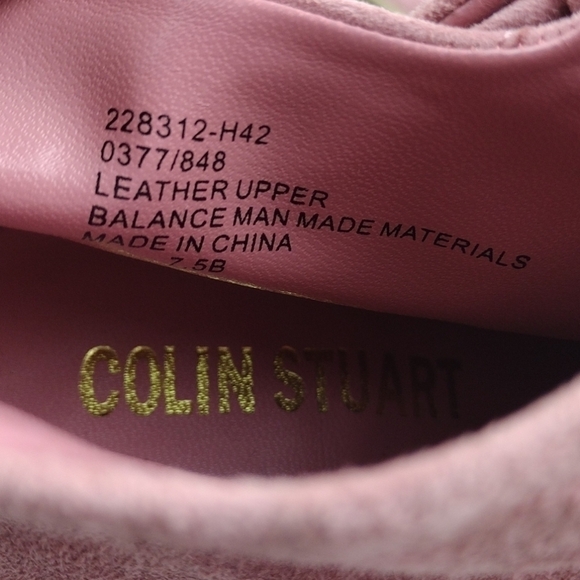 228312-H42
0377/848
LEATHER UPPER
BALANCE MAN MADE MATERIALS
MADE IN CHINA
7.5B
COLIN STUART